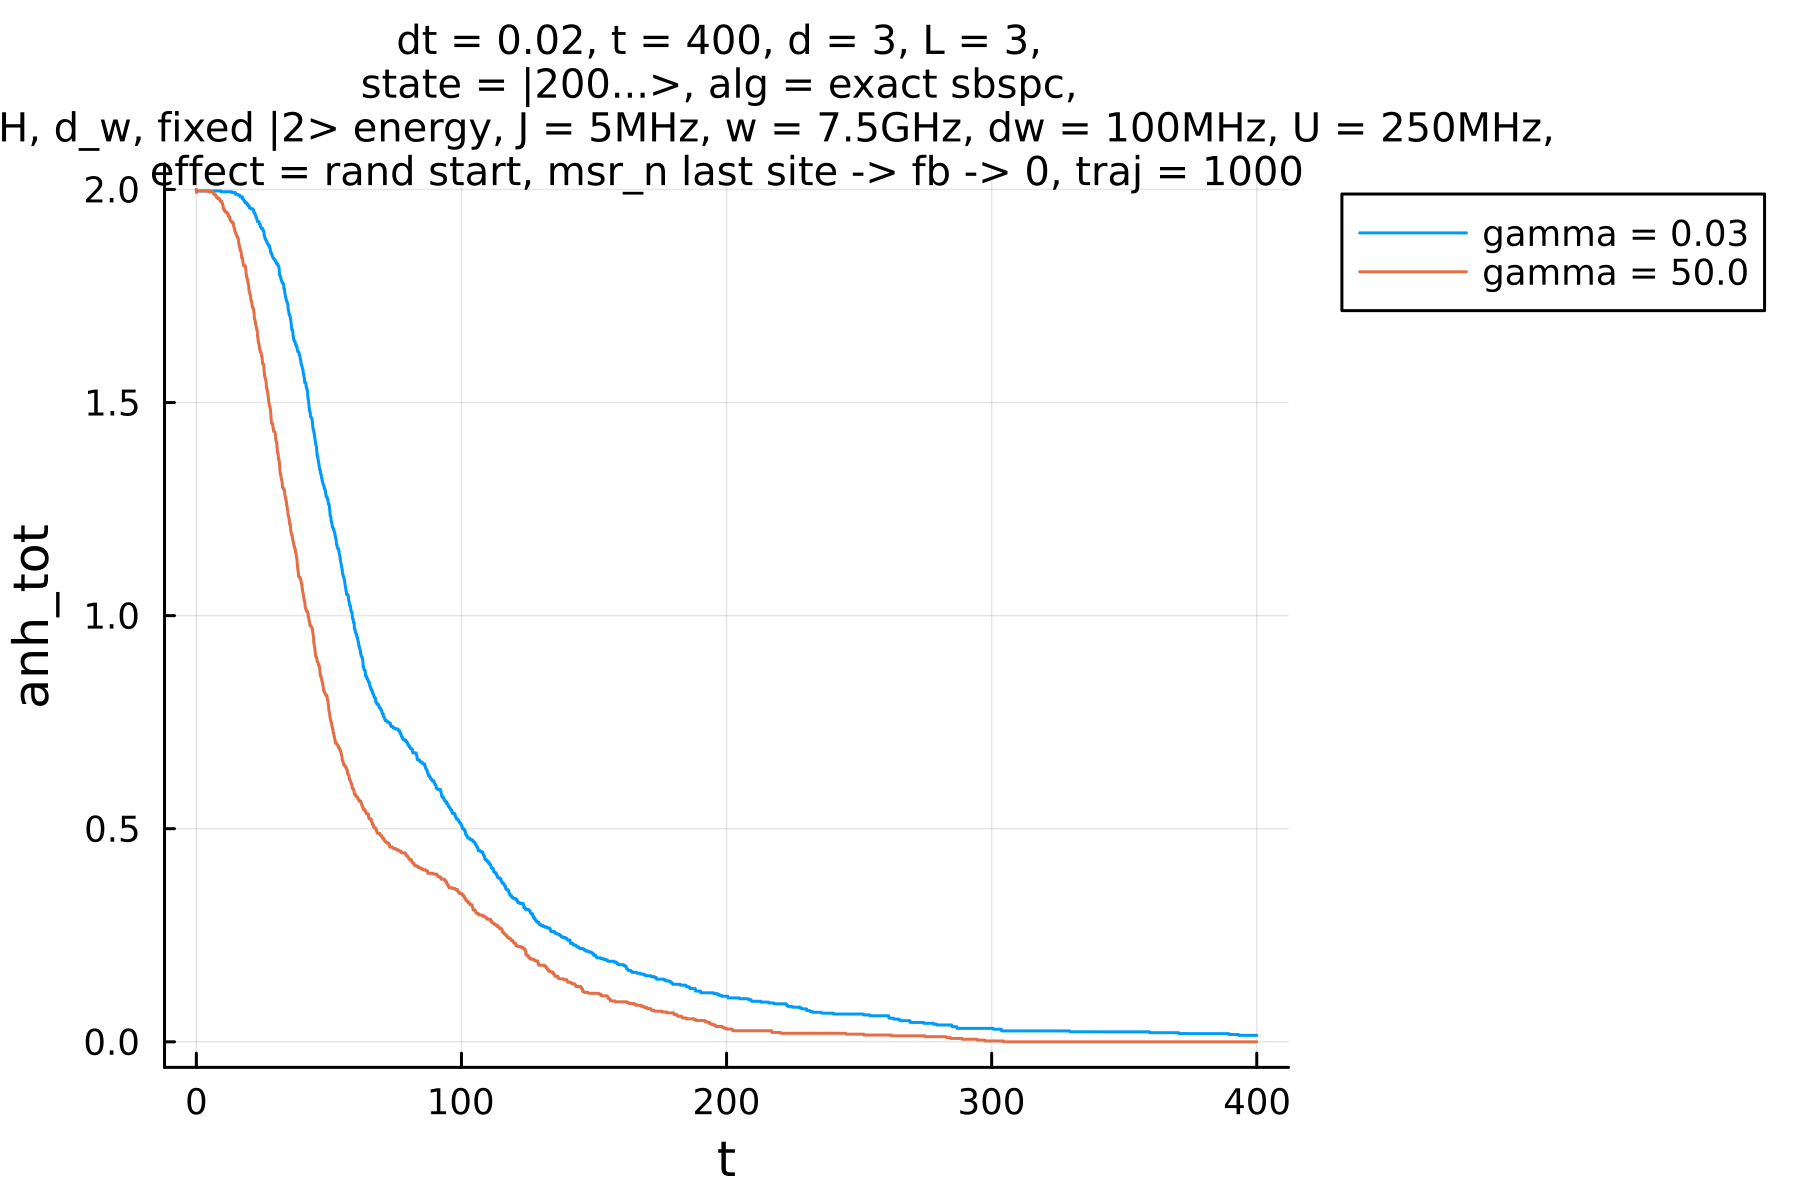 dt = 0.02, t = 400, d = 3, L = 3,
state = |200...>, alg = exact sbspc,
H, d_w, fixed |2> energy, J = 5MHz, w = 7.5GHz, dw = 100MHz, U = 250MHz,
effect = rand start, msr_n last site -> fb -> 0, traj = 1000
gamma = 0.03
gamma = 50.0
2.0
1.5
1.0
0.5
0.0
anh_tot
0 100 200 300 400
t